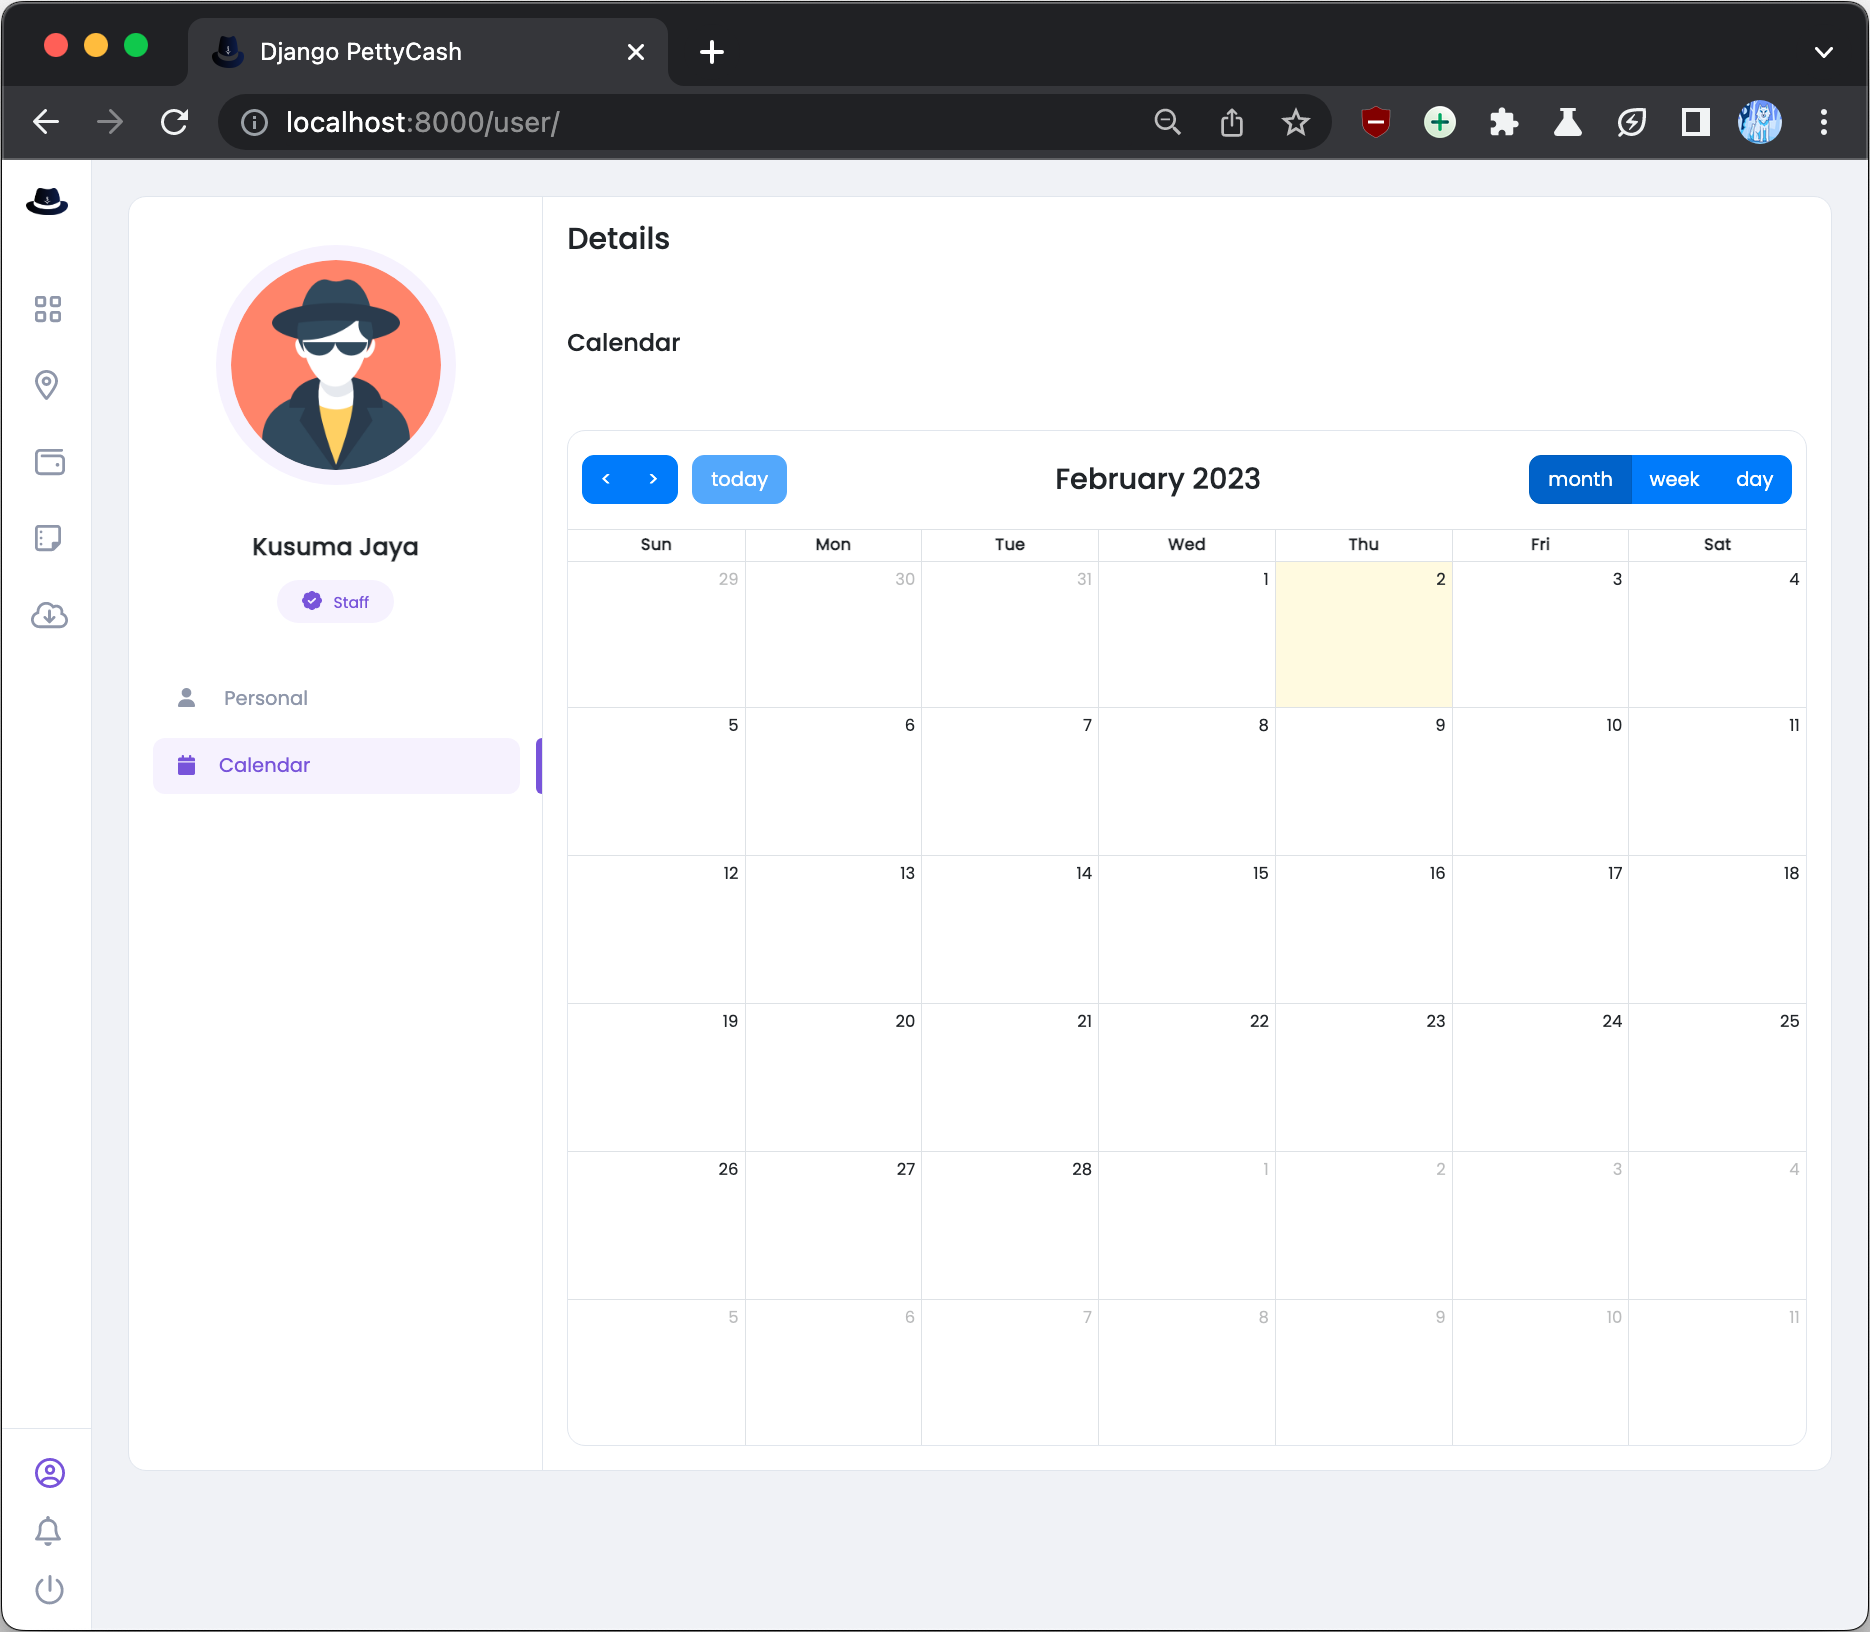 Django PettyCash
localhost:8000/user/
Details
Calendar
< > today February 2023 month week day
Sun Mon Tue Wed Thu Fri Sat
29 30 31 1 2 3 4
5 6 7 8 9 10 11
12 13 14 15 16 17 18
19 20 21 22 23 24 25
26 27 28 1 2 3 4
5 6 7 8 9 10 11
Kusuma Jaya
Staff
Personal
Calendar